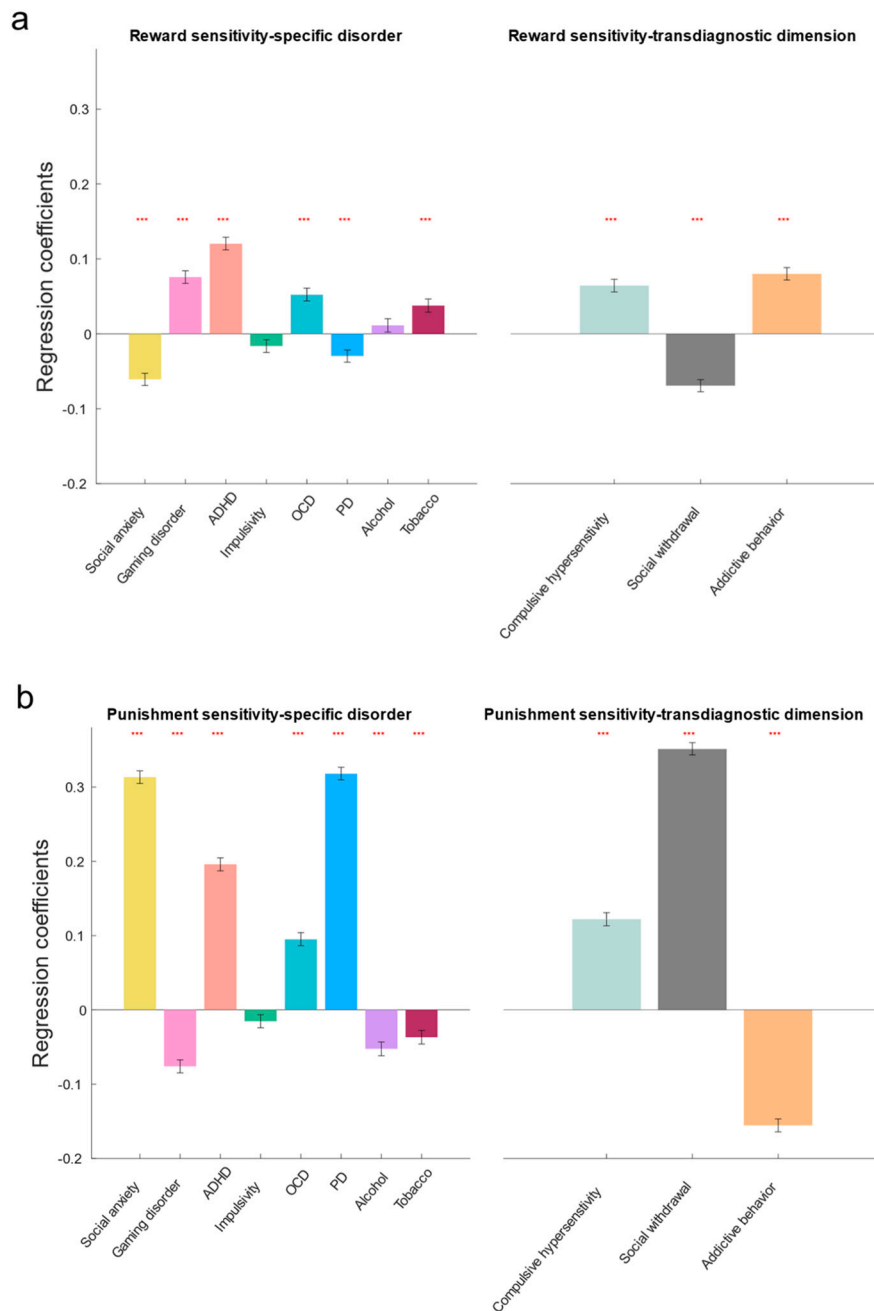 a
Reward sensitivity-specific disorder
Reward sensitivity-transdiagnostic dimension
Regression coefficients
0.3
0.2
0.1
0
-0.1
-0.2
*** *** *** *** *** ***
*** *** ***
Social anxiety
Gaming disorder
ADHD
Impulsivity
OCD
PD
Alcohol
Tobacco
Compulsive hypersenstivity
Social withdrawal
Addictive behavior
b
Punishment sensitivity-specific disorder
Punishment sensitivity-transdiagnostic dimension
*** *** *** *** *** *** ***
*** *** ***
Regression coefficients
0.3
0.2
0.1
0
-0.1
-0.2
Social anxiety
Gaming disorder
ADHD
Impulsivity
OCD
PD
Alcohol
Tobacco
Compulsive hypersenstivity
Social withdrawal
Addictive behavior